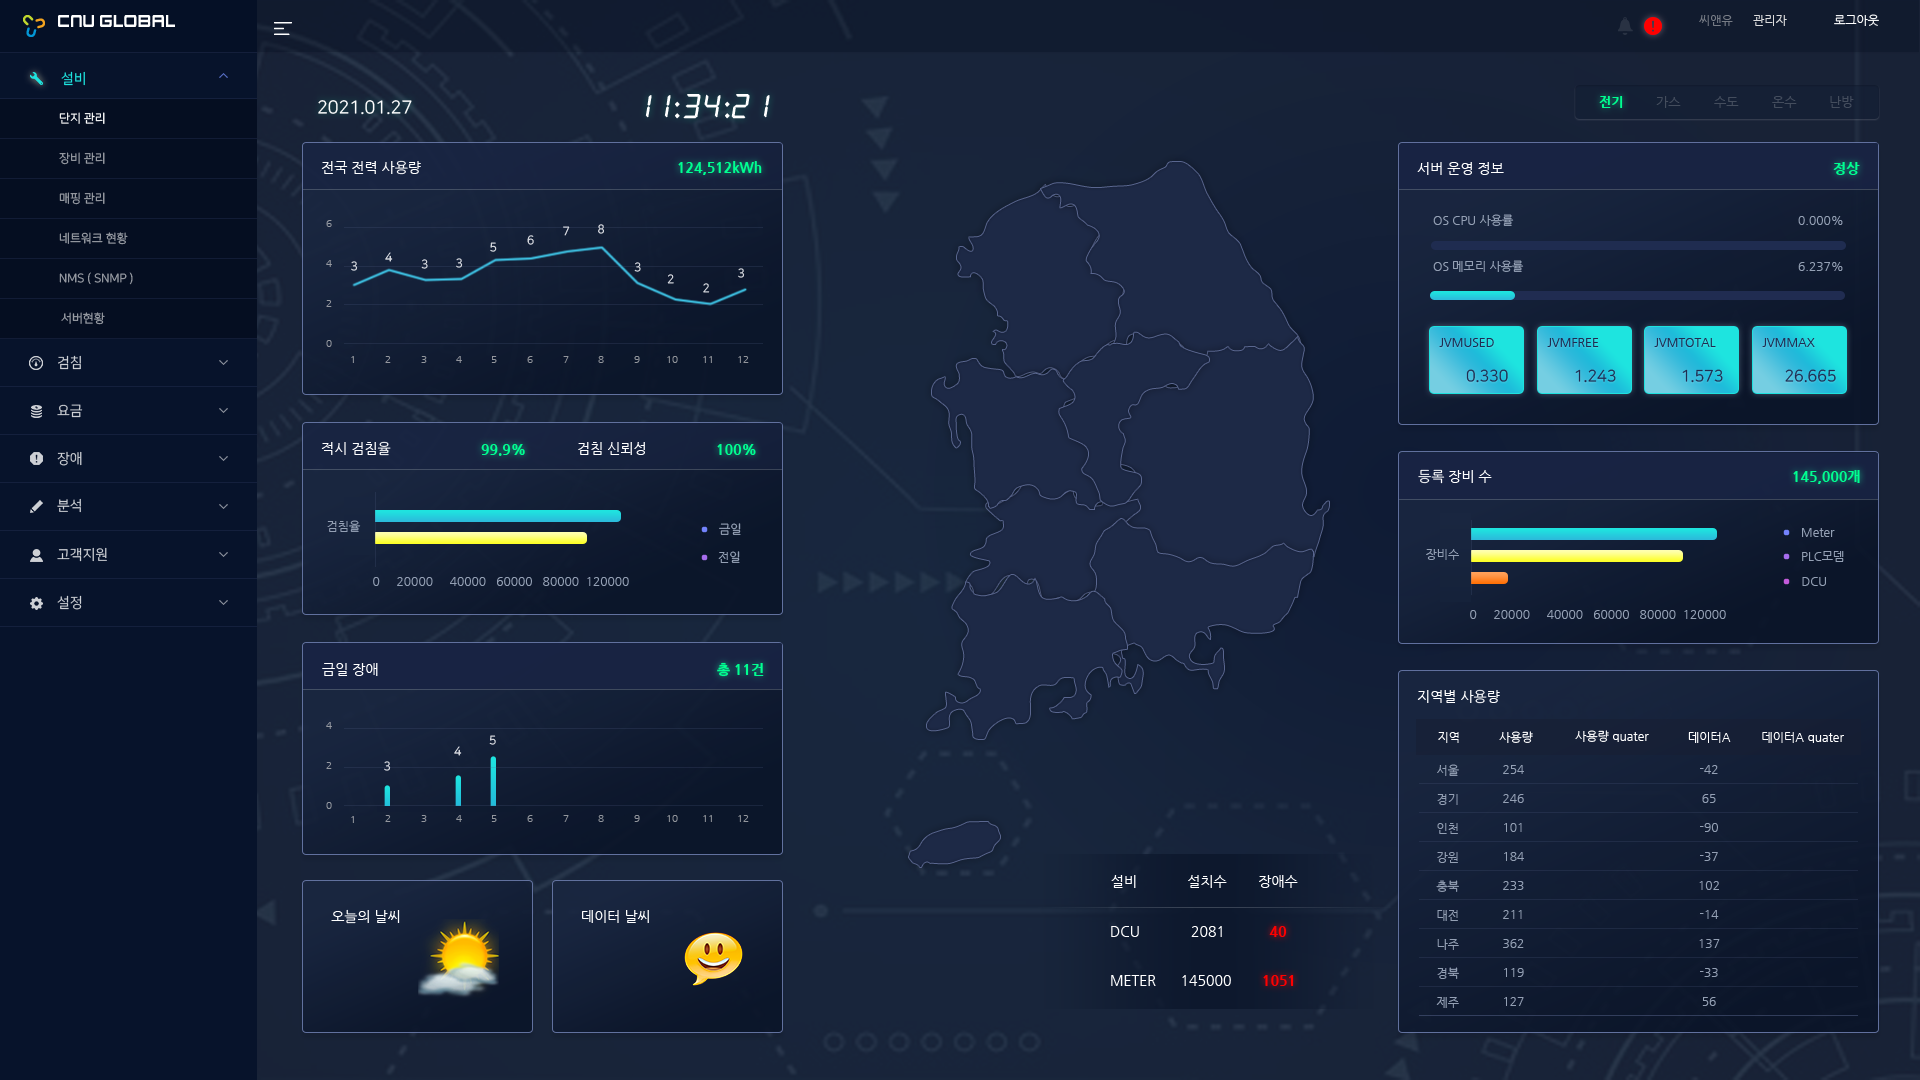 CNU GLOBAL
씨앤유 관리자 로그아웃
설비
단지 관리
장비 관리
매핑 관리
네트워크 현황
NMS ( SNMP )
서버현황
검침
요금
장애
분석
고객지원
설정
2021.01.27 11:34:21
전국 전력 사용량 124,512kWh
6
4
2
0
3 4 3 3 5 6 7 8 3 2 2 3
1 2 3 4 5 6 7 8 9 10 11 12
적시 검침율 99.9% 검침 신뢰성 100%
검침율
금일
전일
0 20000 40000 60000 80000 120000
금일 장애 총 11건
4
2
0
3 4 5
1 2 3 4 5 6 7 8 9 10 11 12
오늘의 날씨
데이터 날씨
설비 설치수 장애수
DCU 2081 40
METER 145000 1051
전기 가스 수도 온수 난방
서버 운영 정보 정상
OS CPU 사용률 0.000%
OS 메모리 사용률 6.237%
JVMUSED JVMFREE JVMTOTAL JVMMAX
0.330 1.243 1.573 26.665
등록 장비 수 145,000개
장비수
Meter
PLC모뎀
DCU
0 20000 40000 60000 80000 120000
지역별 사용량
지역 사용량 사용량 quater 데이터A 데이터A quater
서울 254 -42
경기 246 65
인천 101 -90
강원 184 -37
충북 233 102
대전 211 -14
나주 362 137
경북 119 -33
제주 127 56